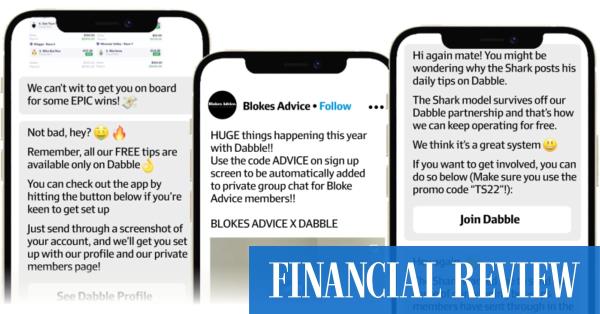 We can't wit to get you on board
for some EPIC wins! 💸
Not bad, hey? 🤑 🔥
Remember, all our FREE tips are
available only on Dabble👌
You can check out the app by
hitting the button below if you're
keen to get set up
Just send through a screenshot of
your account, and we'll get you set
up with our profile and our private
members page!
See Dabble Profile
Blokes Advice
Blokes Advice • Follow
HUGE things happening this year
with Dabble!!
Use the code ADVICE on sign up
screen to be automatically added
to private group chat for Bloke
Advice members!!
BLOKES ADVICE X DABBLE
Hi again mate! You might be
wondering why the Shark posts his
daily tips on Dabble.
The Shark model survives off our
Dabble partnership and that's how
we can keep operating for free.
We think it's a great system 😃
If you want to get involved, you can
do so below (Make sure you use the
promo code "TS22"!):
Join Dabble
FINANCIAL REVIEW